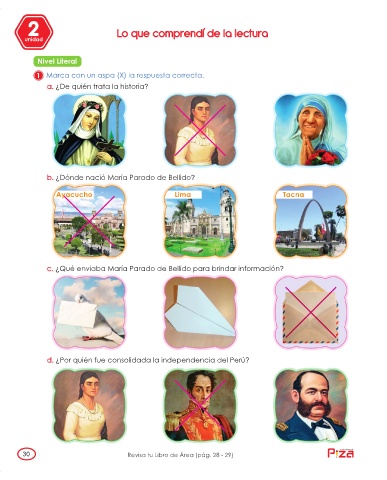 2
unidad
Lo que comprendí de la lectura
Nivel Literal
1 Marca con un aspa (X) la respuesta correcta.
a. ¿De quién trata la historia?
b. ¿Dónde nació María Parado de Bellido?
Ayacucho Lima Tacna
c. ¿Qué enviaba María Parado de Bellido para brindar información?
d. ¿Por quién fue consolidada la independencia del Perú?
30
Revisa tu Libro de Área (pág. 28 - 29)
Piza